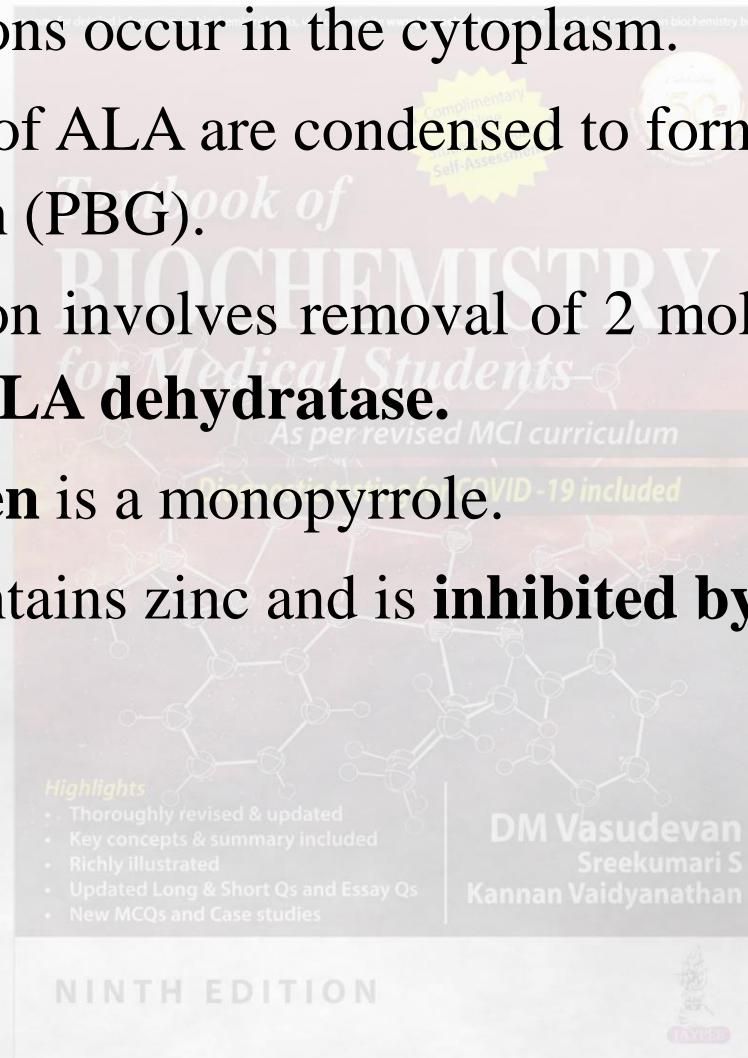 ons occur in the cytoplasm.
of ALA are condensed to form
n (PBG).
on involves removal of 2 mol
LA dehydratase.
en is a monopyrrole.
ntains zinc and is inhibited by
Complimentary
Self-Assessment
Textbook of
BIOCHEMISTRY
for Medical Students
As per revised MCI curriculum
Diagnostic testing for COVID -19 included
Highlights
• Thoroughly revised & updated
• Key concepts & summary included
• Richly illustrated
• Updated Long & Short Qs and Essay Qs
• New MCQs and Case studies
DM Vasudevan
Sreekumari S
Kannan Vaidyanathan
NINTH EDITION
JAYPEE